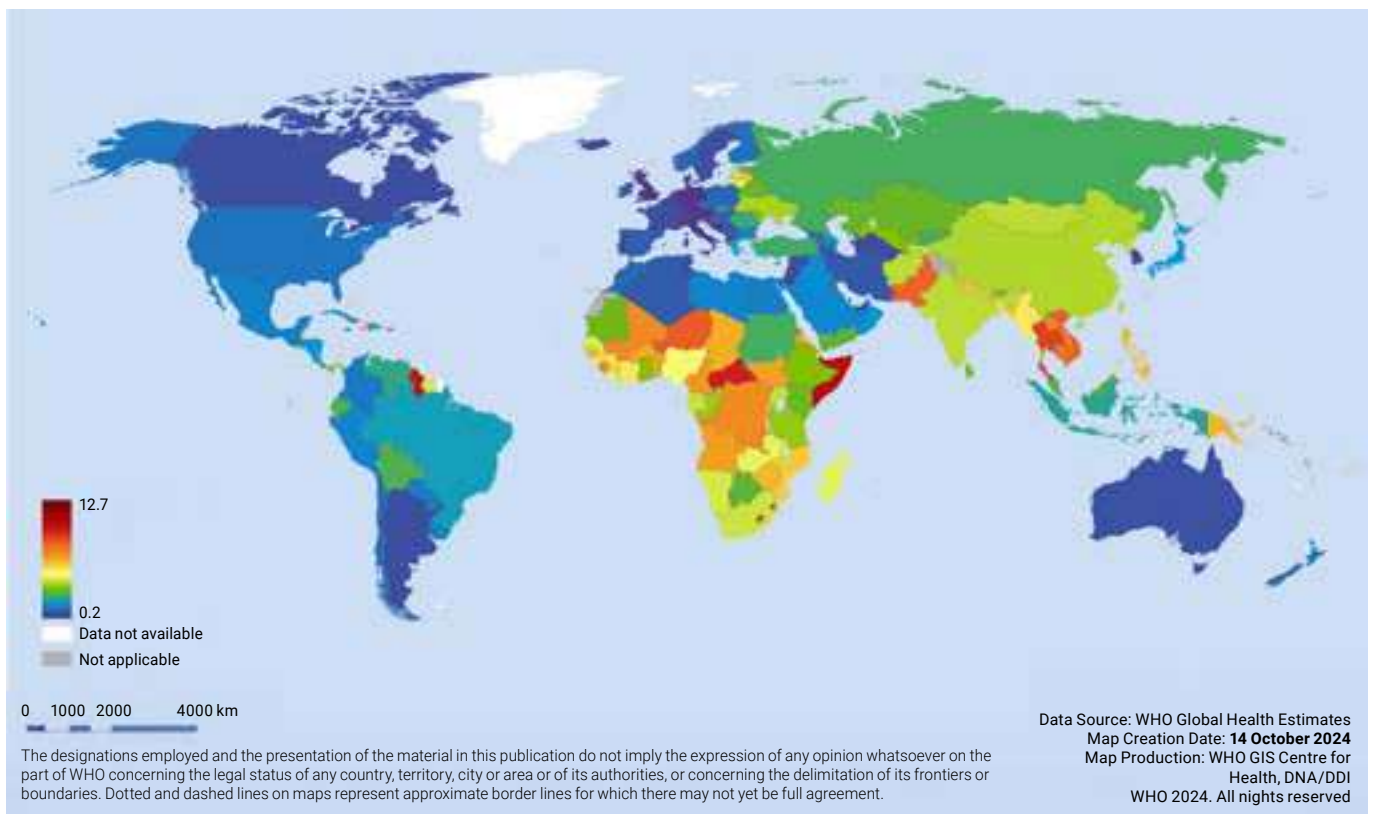 12.7
0.2
Data not available
Not applicable
0 1000 2000 4000 km
The designations employed and the presentation of the material in this publication do not imply the expression of any opinion whatsoever on the
part of WHO concerning the legal status of any country, territory, city or area or of its authorities, or concerning the delimitation of its frontiers or
boundaries. Dotted and dashed lines on maps represent approximate border lines for which there may not yet be full agreement.
Data Source: WHO Global Health Estimates
Map Creation Date: 14 October 2024
Map Production: WHO GIS Centre for
Health, DNA/DDI
WHO 2024. All rights reserved